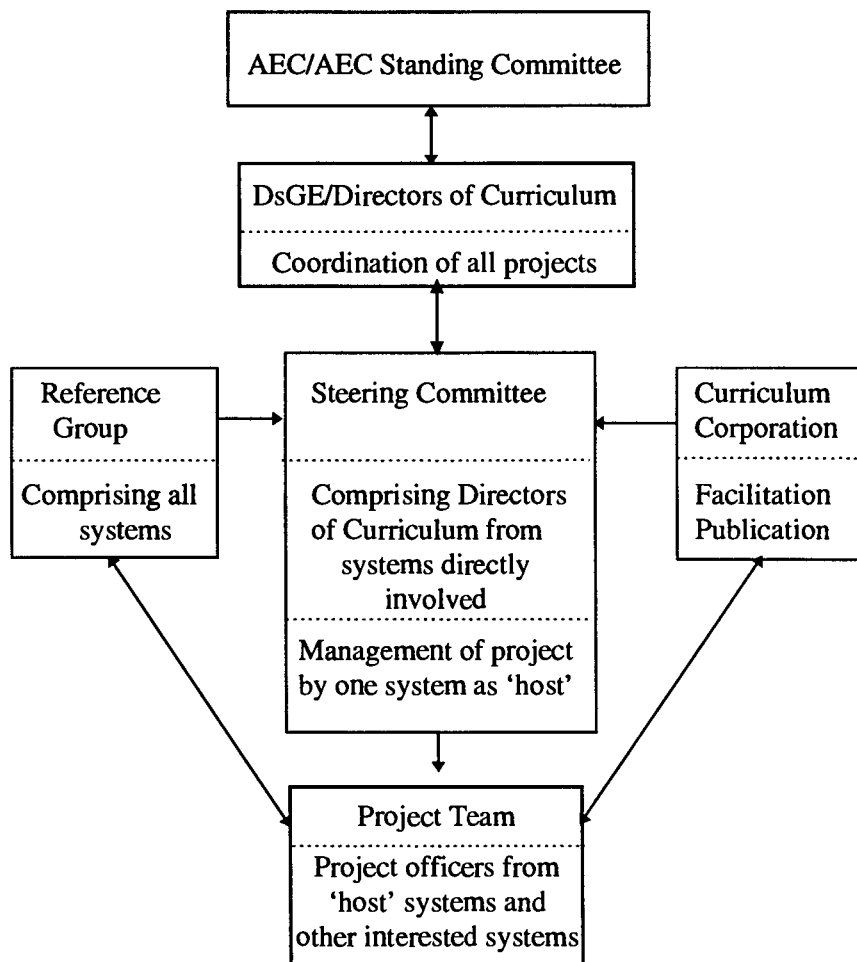 AEC/AEC Standing Committee
DsGE/Directors of Curriculum
Coordination of all projects
Reference
Group
Comprising all
systems
Steering Committee
Comprising Directors
of Curriculum from
systems directly
involved
Management of project
by one system as ‘host’
Curriculum
Corporation
Facilitation
Publication
Project Team
Project officers from
‘host’ systems and
other interested systems